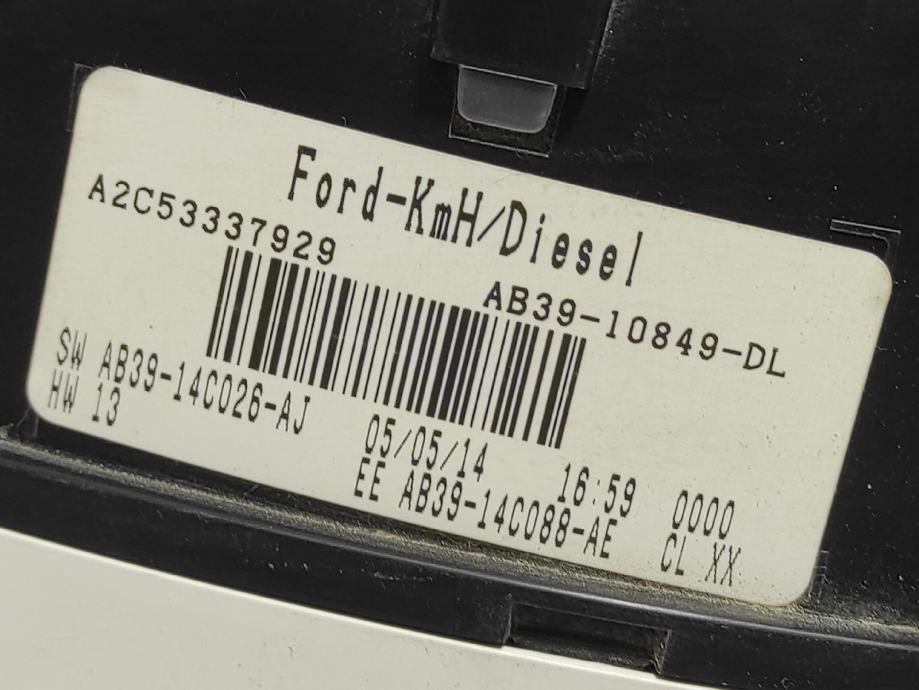 Ford-KmH/Diesel
A2C53337929
AB39-10849-DL
SW AB39-14C026-AJ
05/05/14 16:59 0000
HW 13
EE AB39-14C088-AE CL XX